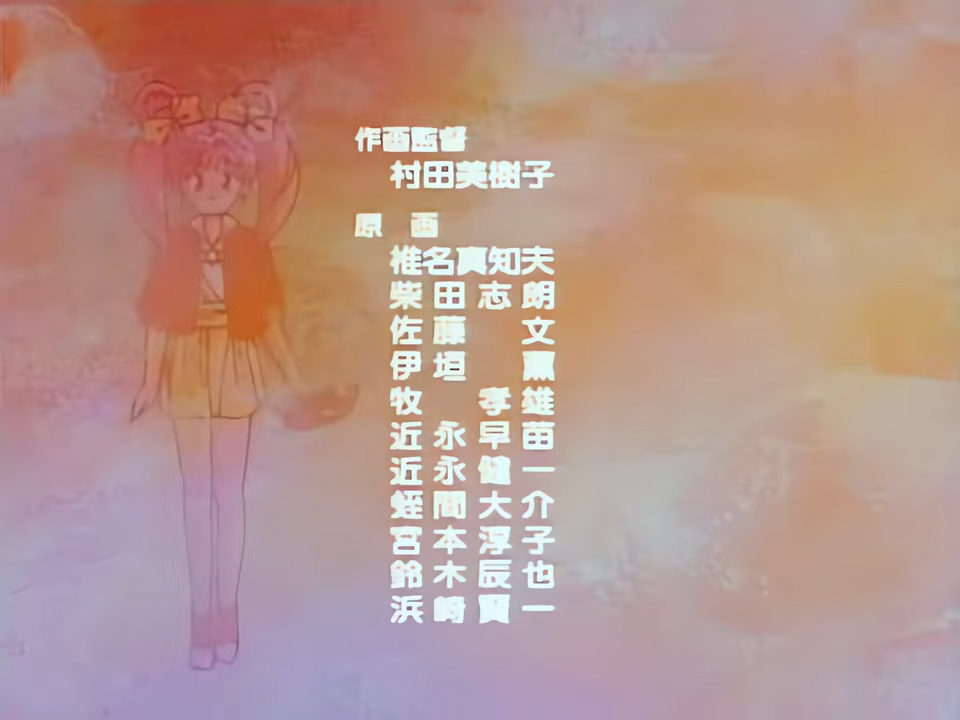 作画監督
村田美樹子
原 画
椎名真知夫
柴田志朗
佐藤 文
伊垣 薫
牧 孝雄
近永早苗
近永健一
蛭間大介
宮本淳子
鈴木辰也
浜崎賢一